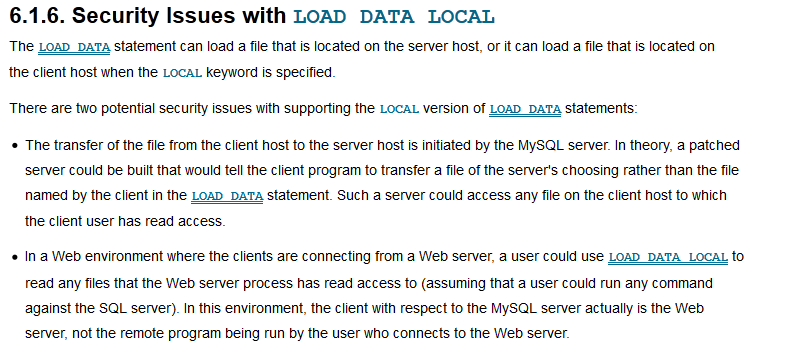 6.1.6. Security Issues with LOAD DATA LOCAL
The LOAD DATA statement can load a file that is located on the server host, or it can load a file that is located on
the client host when the LOCAL keyword is specified.
There are two potential security issues with supporting the LOCAL version of LOAD DATA statements:
• The transfer of the file from the client host to the server host is initiated by the MySQL server. In theory, a patched
server could be built that would tell the client program to transfer a file of the server's choosing rather than the file
named by the client in the LOAD DATA statement. Such a server could access any file on the client host to which
the client user has read access.
• In a Web environment where the clients are connecting from a Web server, a user could use LOAD DATA LOCAL to
read any files that the Web server process has read access to (assuming that a user could run any command
against the SQL server). In this environment, the client with respect to the MySQL server actually is the Web
server, not the remote program being run by the user who connects to the Web server.